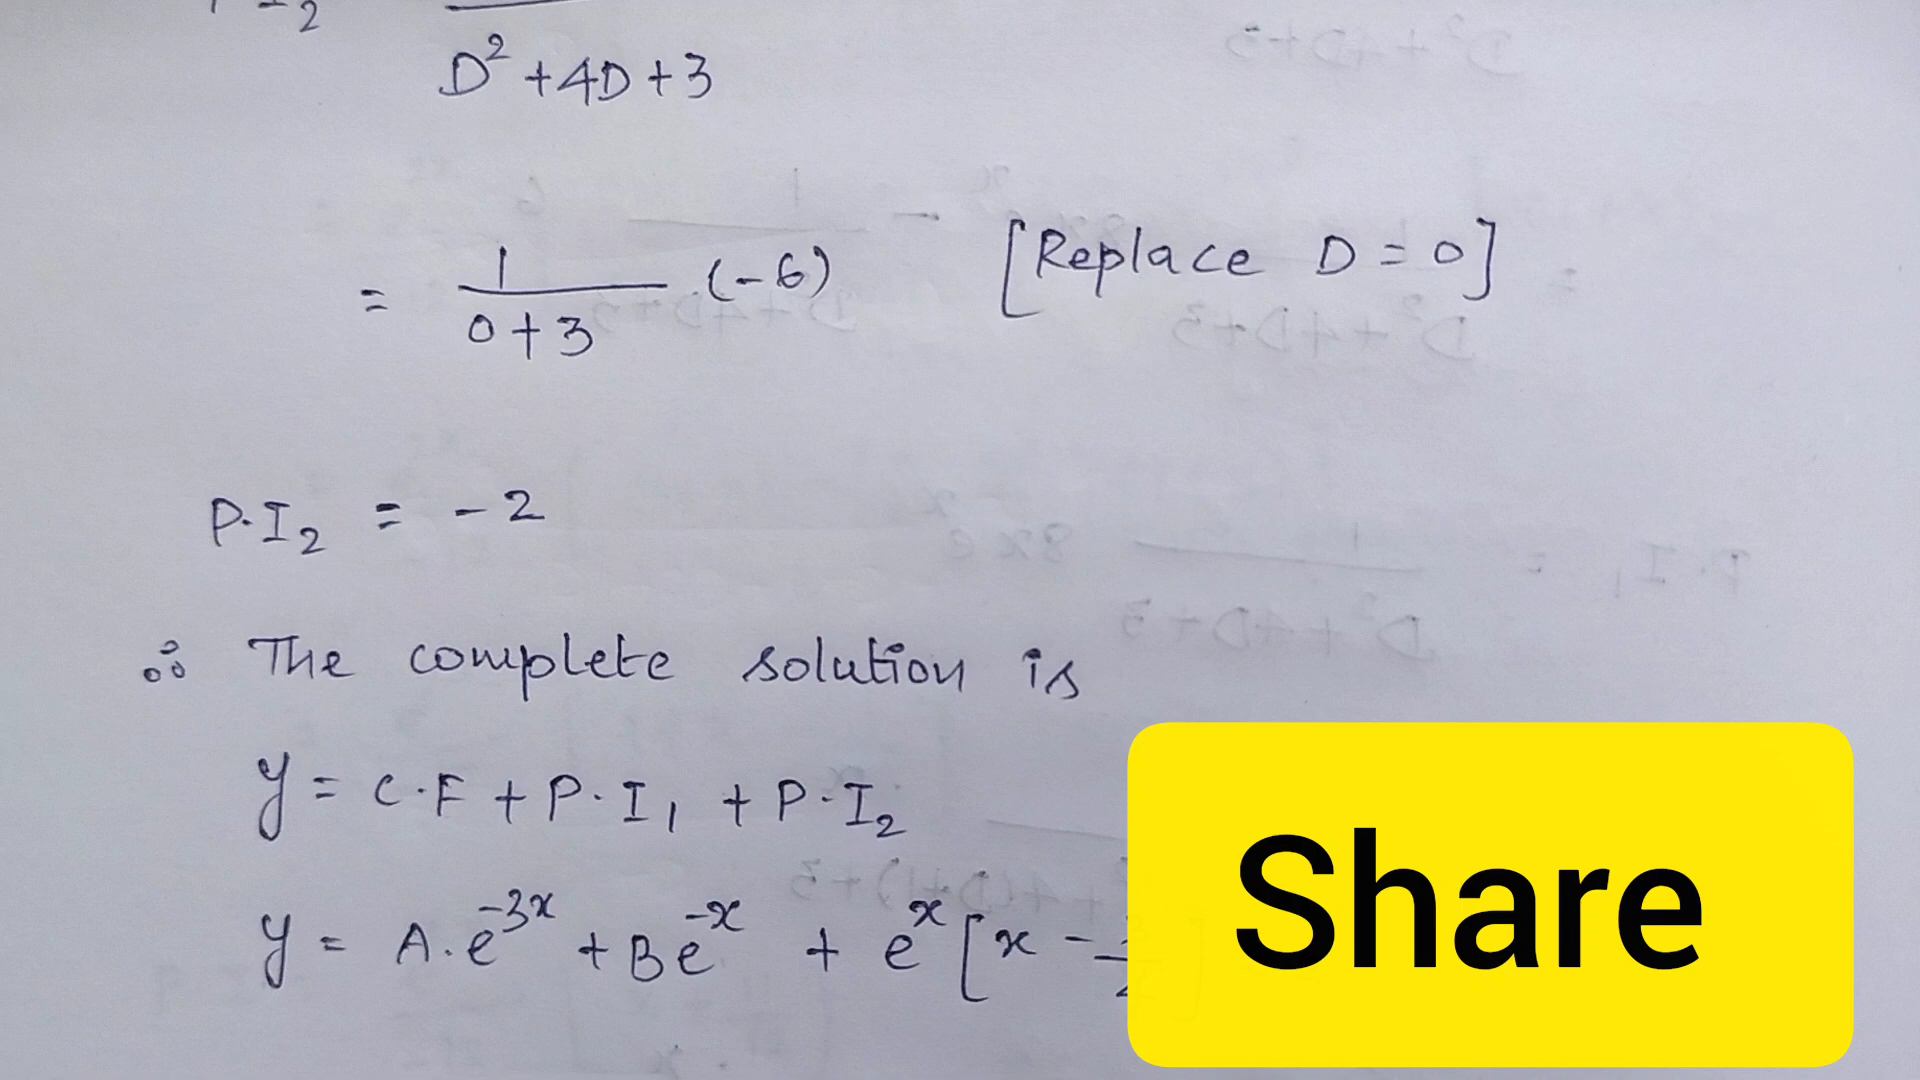 D² + 4D + 3
= 1/(0+3) (-6) [Replace D = 0]
P.I₂ = -2
∴ The complete solution is
y = C.F + P.I₁ + P.I₂
y = A.e⁻³ˣ + Be⁻ˣ + eˣ [x -
Share